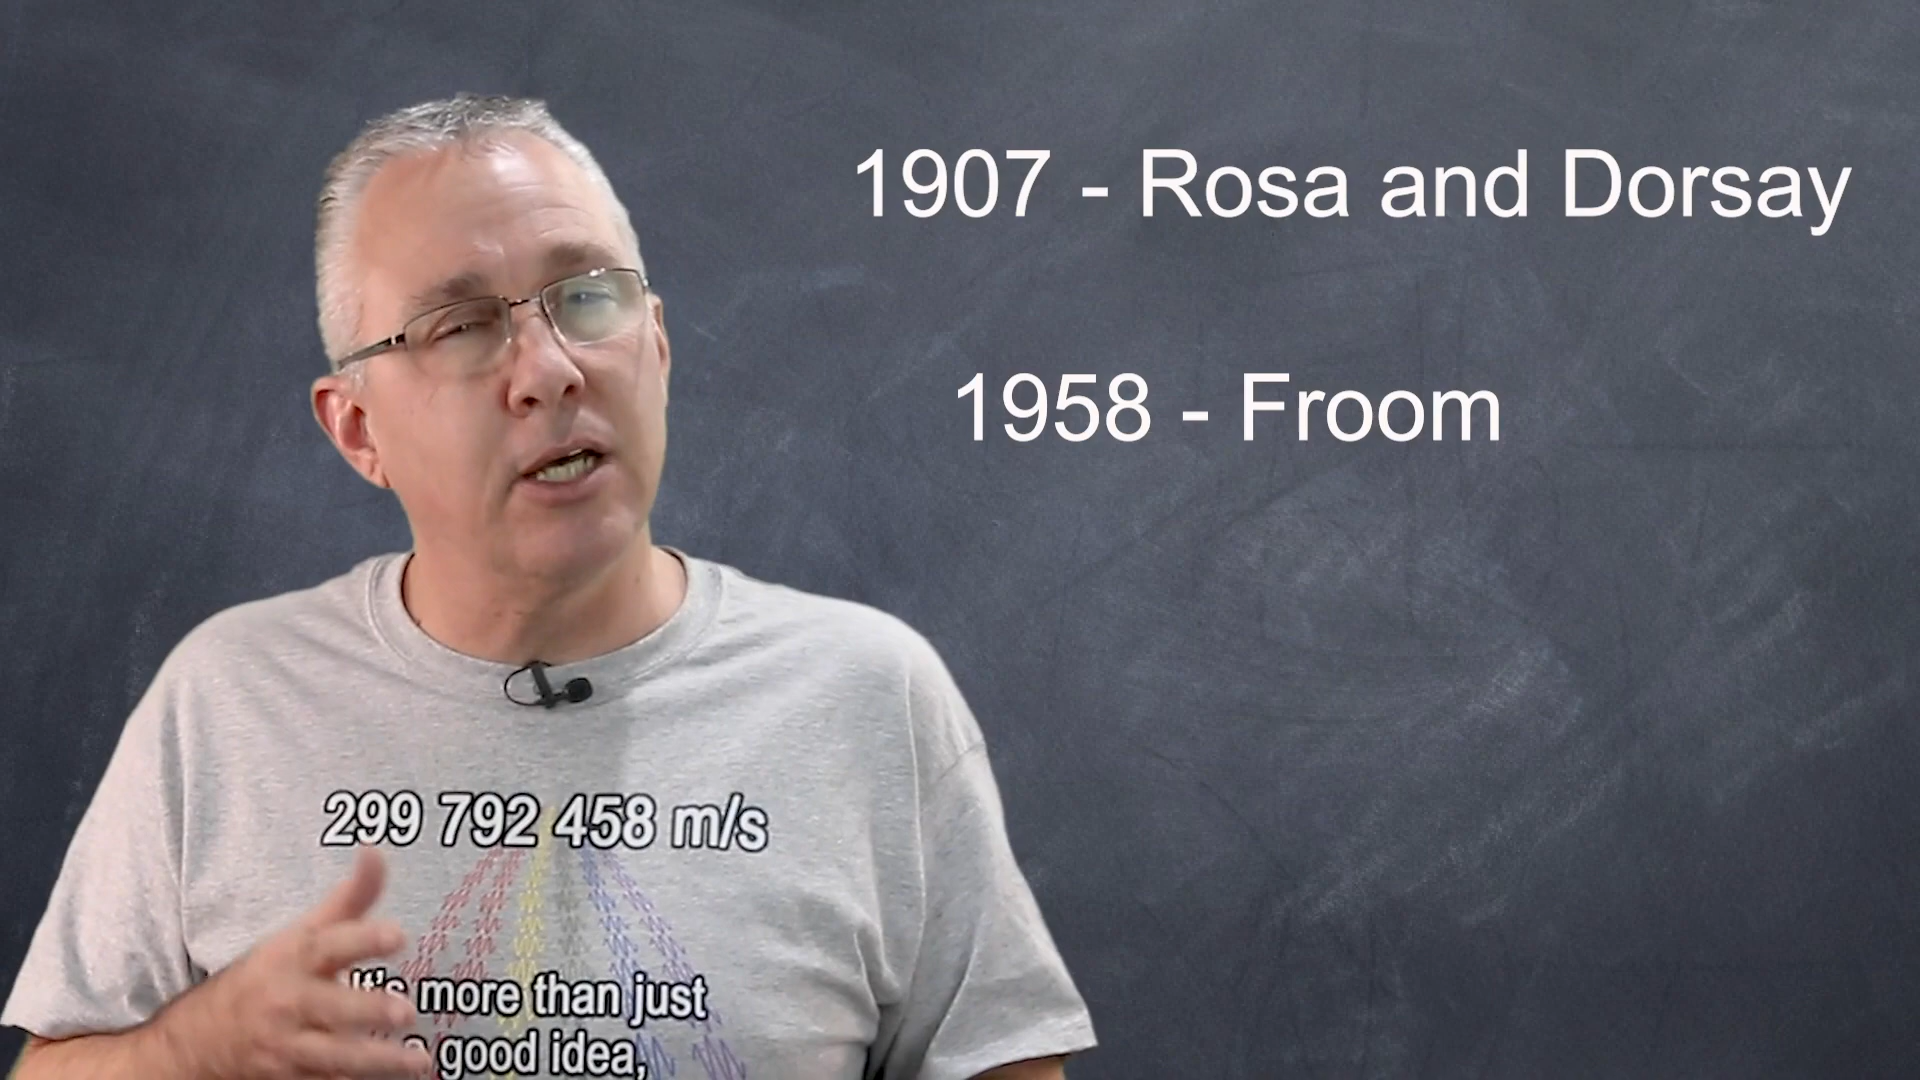 1907 - Rosa and Dorsay
1958 - Froom
299 792 458 m/s
It's more than just
a good idea,